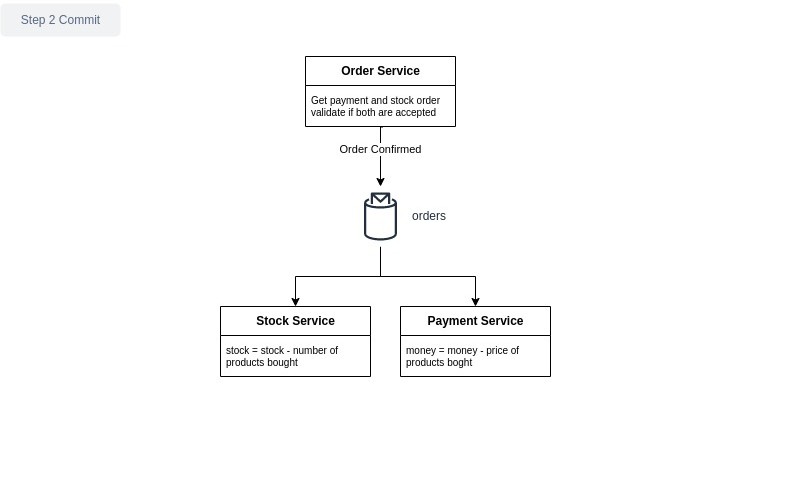 Step 2 Commit
Order Service
Get payment and stock order
validate if both are accepted
Order Confirmed
orders
Stock Service
stock = stock - number of
products bought
Payment Service
money = money - price of
products boght